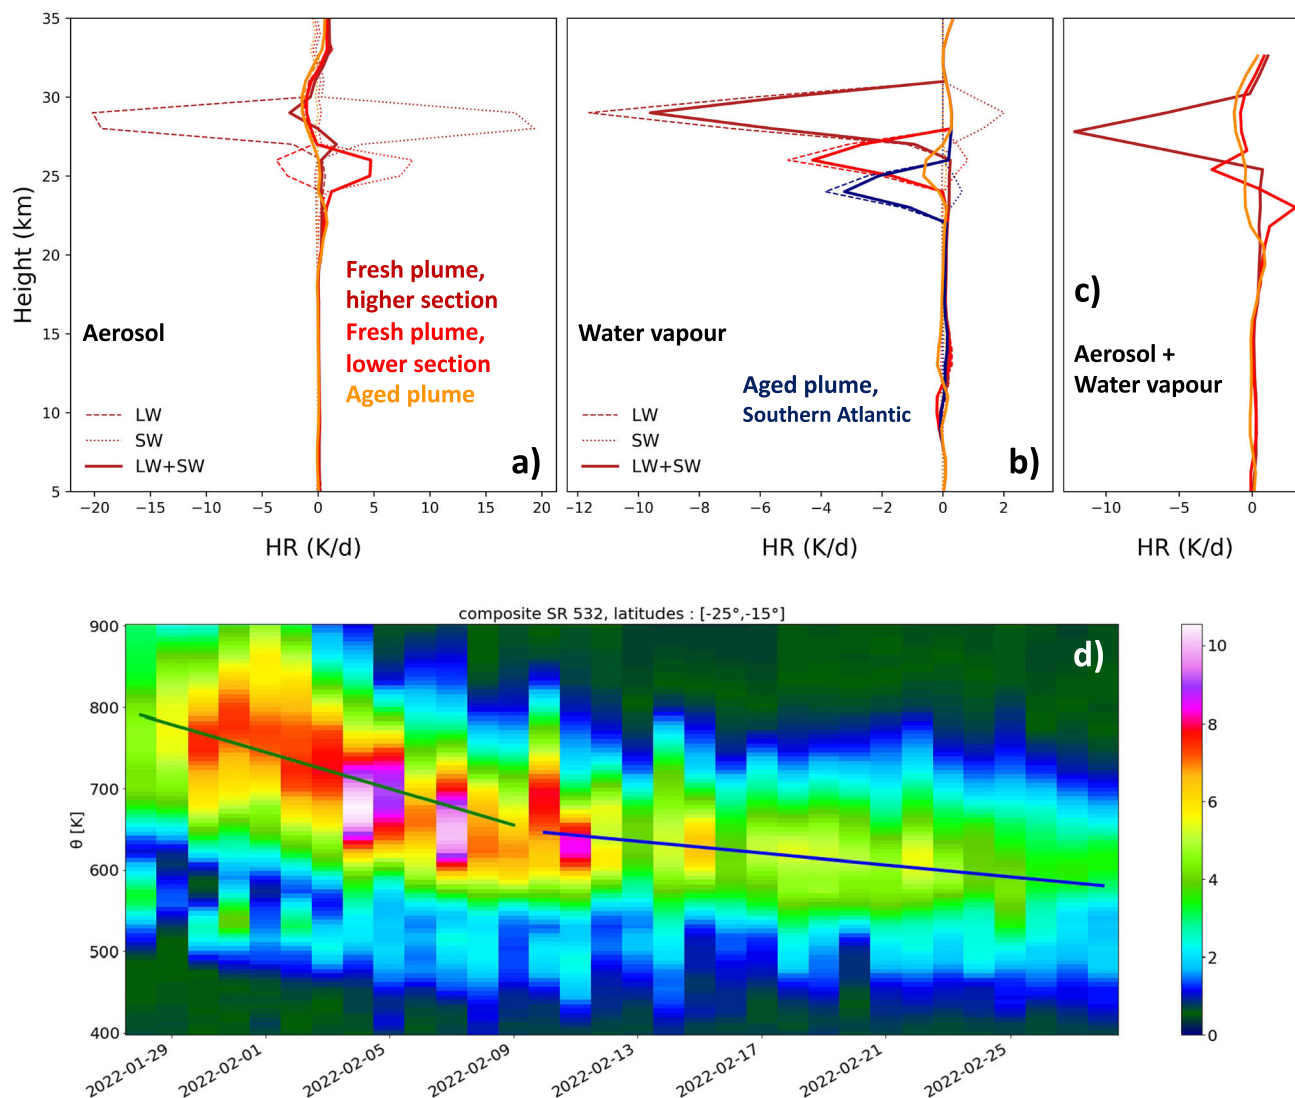 35
30
25
20
15
10
5
Height (km)
Aerosol
Fresh plume,
higher section
Fresh plume,
lower section
Aged plume
LW
SW
LW+SW
a)
−20 −15 −10 −5 0 5 10 15 20
HR (K/d)
Water vapour
Aged plume,
Southern Atlantic
LW
SW
LW+SW
b)
−12 −10 −8 −6 −4 −2 0 2
HR (K/d)
c)
Aerosol +
Water vapour
−10 −5 0
HR (K/d)
composite SR 532, latitudes : [-25°,-15°]
d)
900
800
700
600
500
400
θ [K]
2022-01-29 2022-02-01 2022-02-05 2022-02-09 2022-02-13 2022-02-17 2022-02-21 2022-02-25
10
8
6
4
2
0